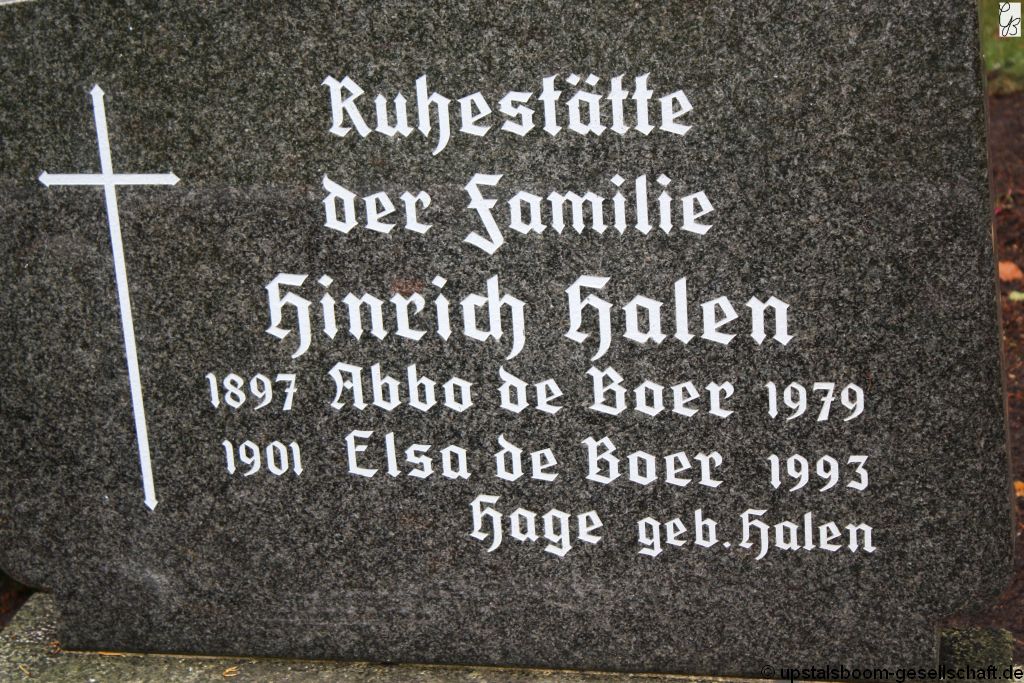 Ruhestätte
der Familie
Hinrich Halen
1897 Abbo de Boer 1979
1901 Elsa de Boer 1993
Hage geb. Halen
© upstalsboom-gesellschaft.de